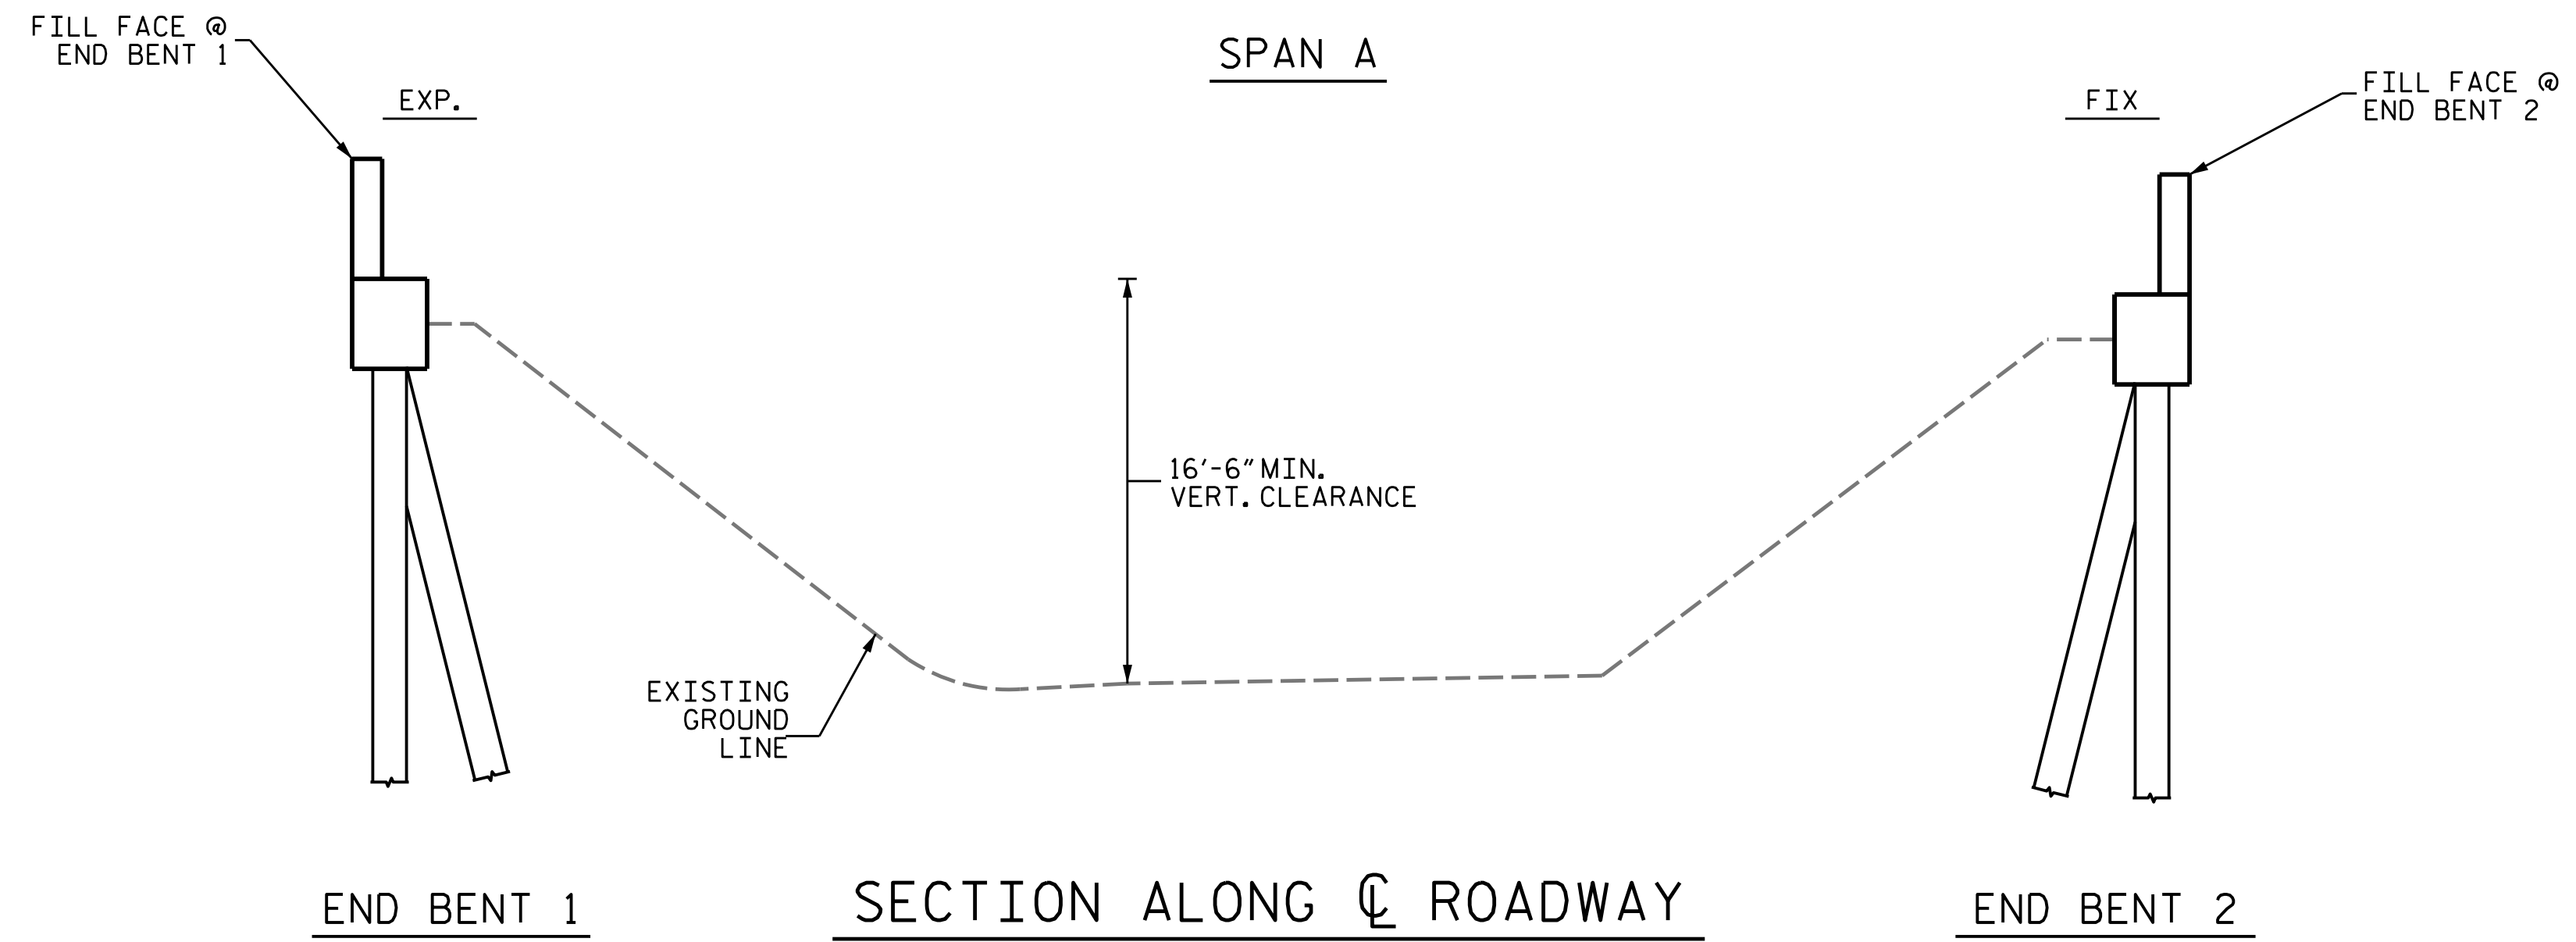 FILL FACE @
END BENT 1
EXP.
SPAN A
FIX
FILL FACE @
END BENT 2
16'-6" MIN.
VERT. CLEARANCE
EXISTING
GROUND
LINE
END BENT 1
SECTION ALONG ℄ ROADWAY
END BENT 2